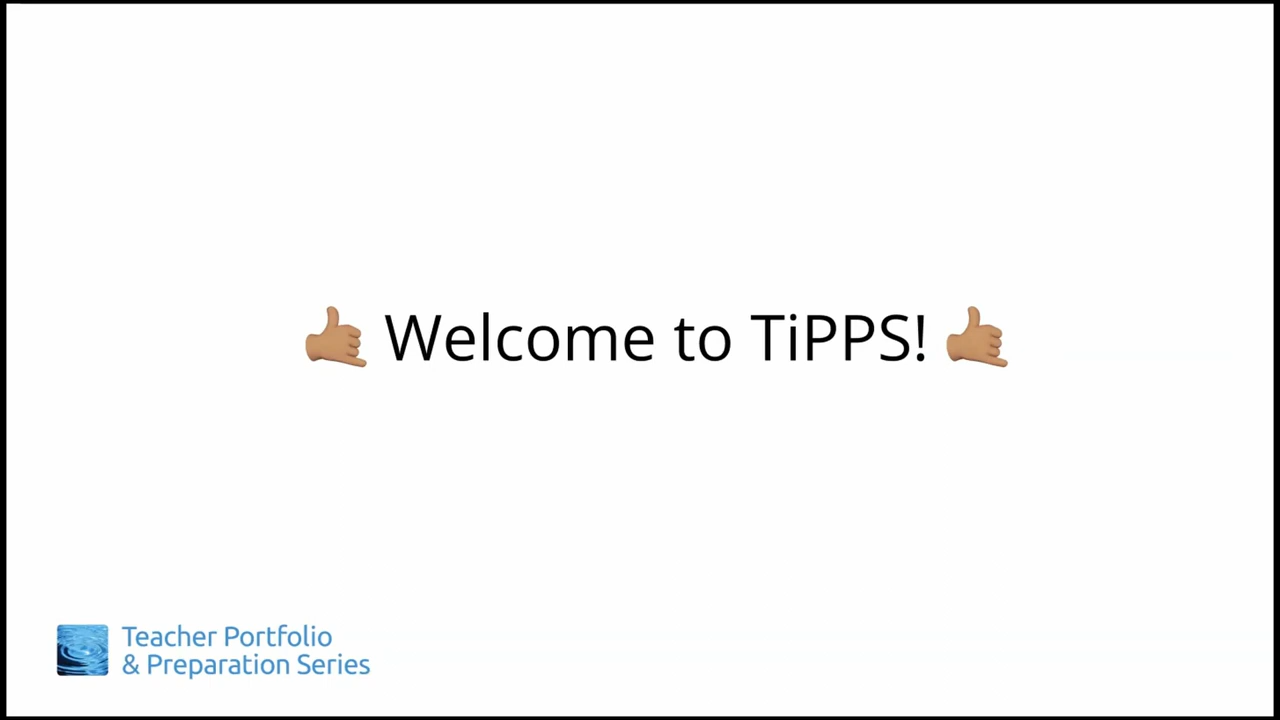 🤙🏽 Welcome to TiPPS! 🤙🏽
Teacher Portfolio
& Preparation Series